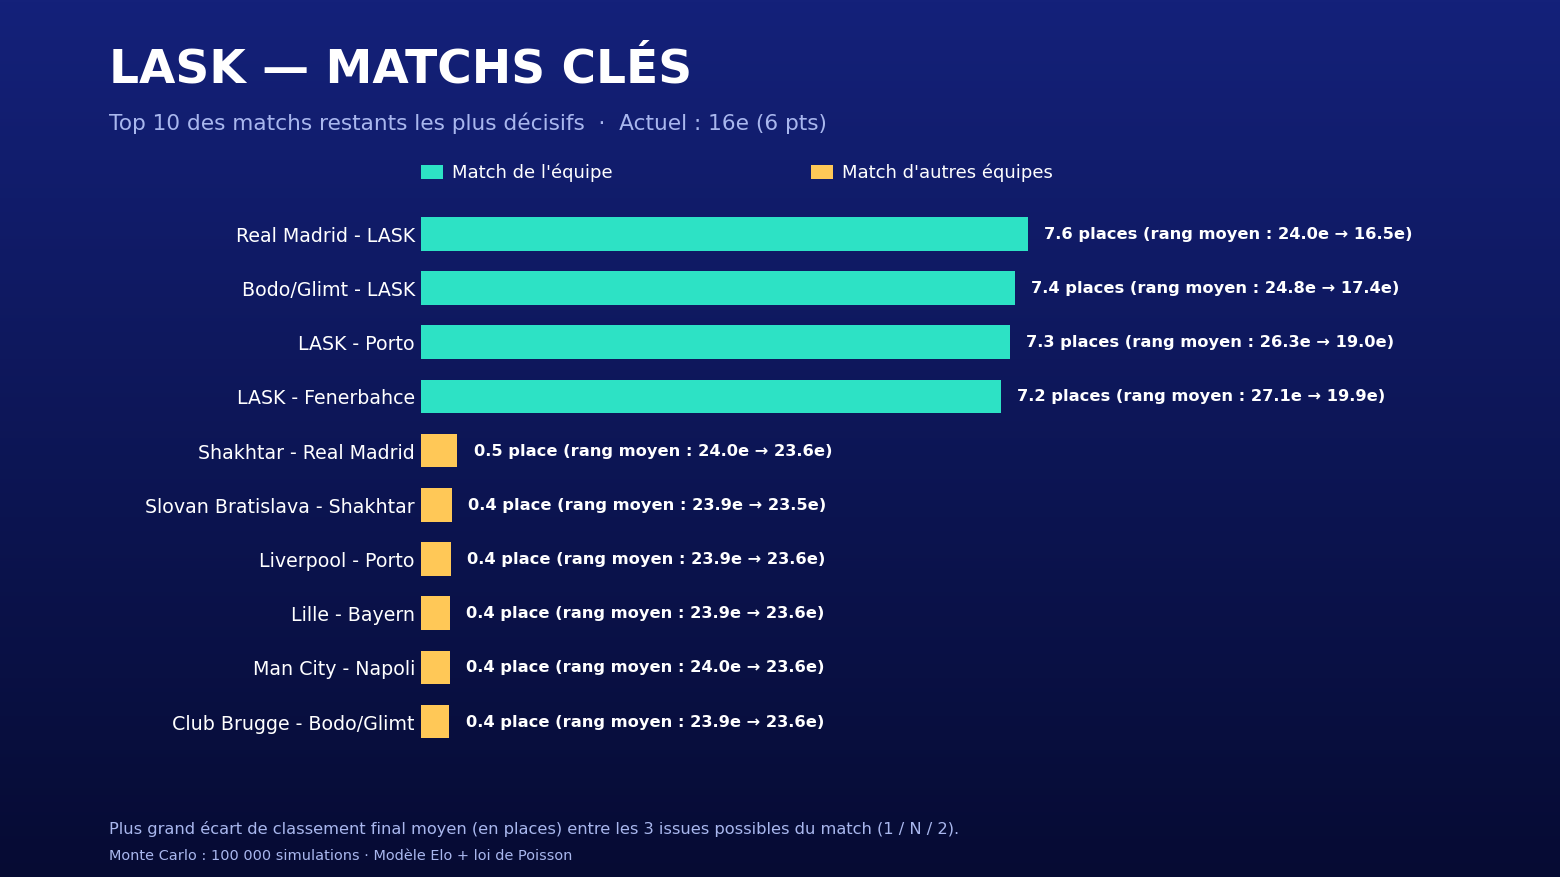 LASK — MATCHS CLÉS
Top 10 des matchs restants les plus décisifs · Actuel : 16e (6 pts)
Match de l'équipe
Match d'autres équipes
Real Madrid - LASK 7.6 places (rang moyen : 24.0e → 16.5e)
Bodo/Glimt - LASK 7.4 places (rang moyen : 24.8e → 17.4e)
LASK - Porto 7.3 places (rang moyen : 26.3e → 19.0e)
LASK - Fenerbahce 7.2 places (rang moyen : 27.1e → 19.9e)
Shakhtar - Real Madrid 0.5 place (rang moyen : 24.0e → 23.6e)
Slovan Bratislava - Shakhtar 0.4 place (rang moyen : 23.9e → 23.5e)
Liverpool - Porto 0.4 place (rang moyen : 23.9e → 23.6e)
Lille - Bayern 0.4 place (rang moyen : 23.9e → 23.6e)
Man City - Napoli 0.4 place (rang moyen : 24.0e → 23.6e)
Club Brugge - Bodo/Glimt 0.4 place (rang moyen : 23.9e → 23.6e)
Plus grand écart de classement final moyen (en places) entre les 3 issues possibles du match (1 / N / 2).
Monte Carlo : 100 000 simulations · Modèle Elo + loi de Poisson